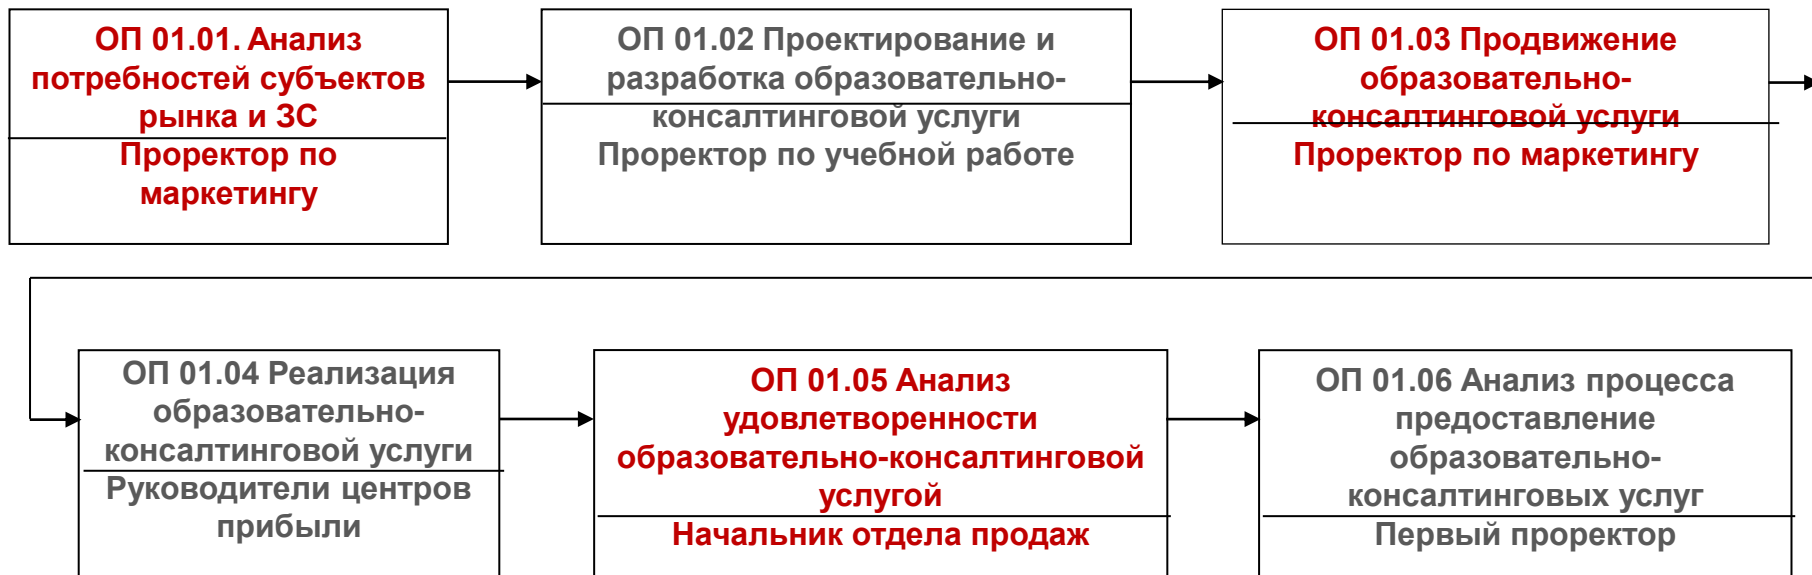 ОП 01.01. Анализ
потребностей субъектов
рынка и ЗС
Проректор по
маркетингу
ОП 01.02 Проектирование и
разработка образовательно-
консалтинговой услуги
Проректор по учебной работе
ОП 01.03 Продвижение
образовательно-
консалтинговой услуги
Проректор по маркетингу
ОП 01.04 Реализация
образовательно-
консалтинговой услуги
Руководители центров
прибыли
ОП 01.05 Анализ
удовлетворенности
образовательно-консалтинговой
услугой
Начальник отдела продаж
ОП 01.06 Анализ процесса
предоставление
образовательно-
консалтинговых услуг
Первый проректор